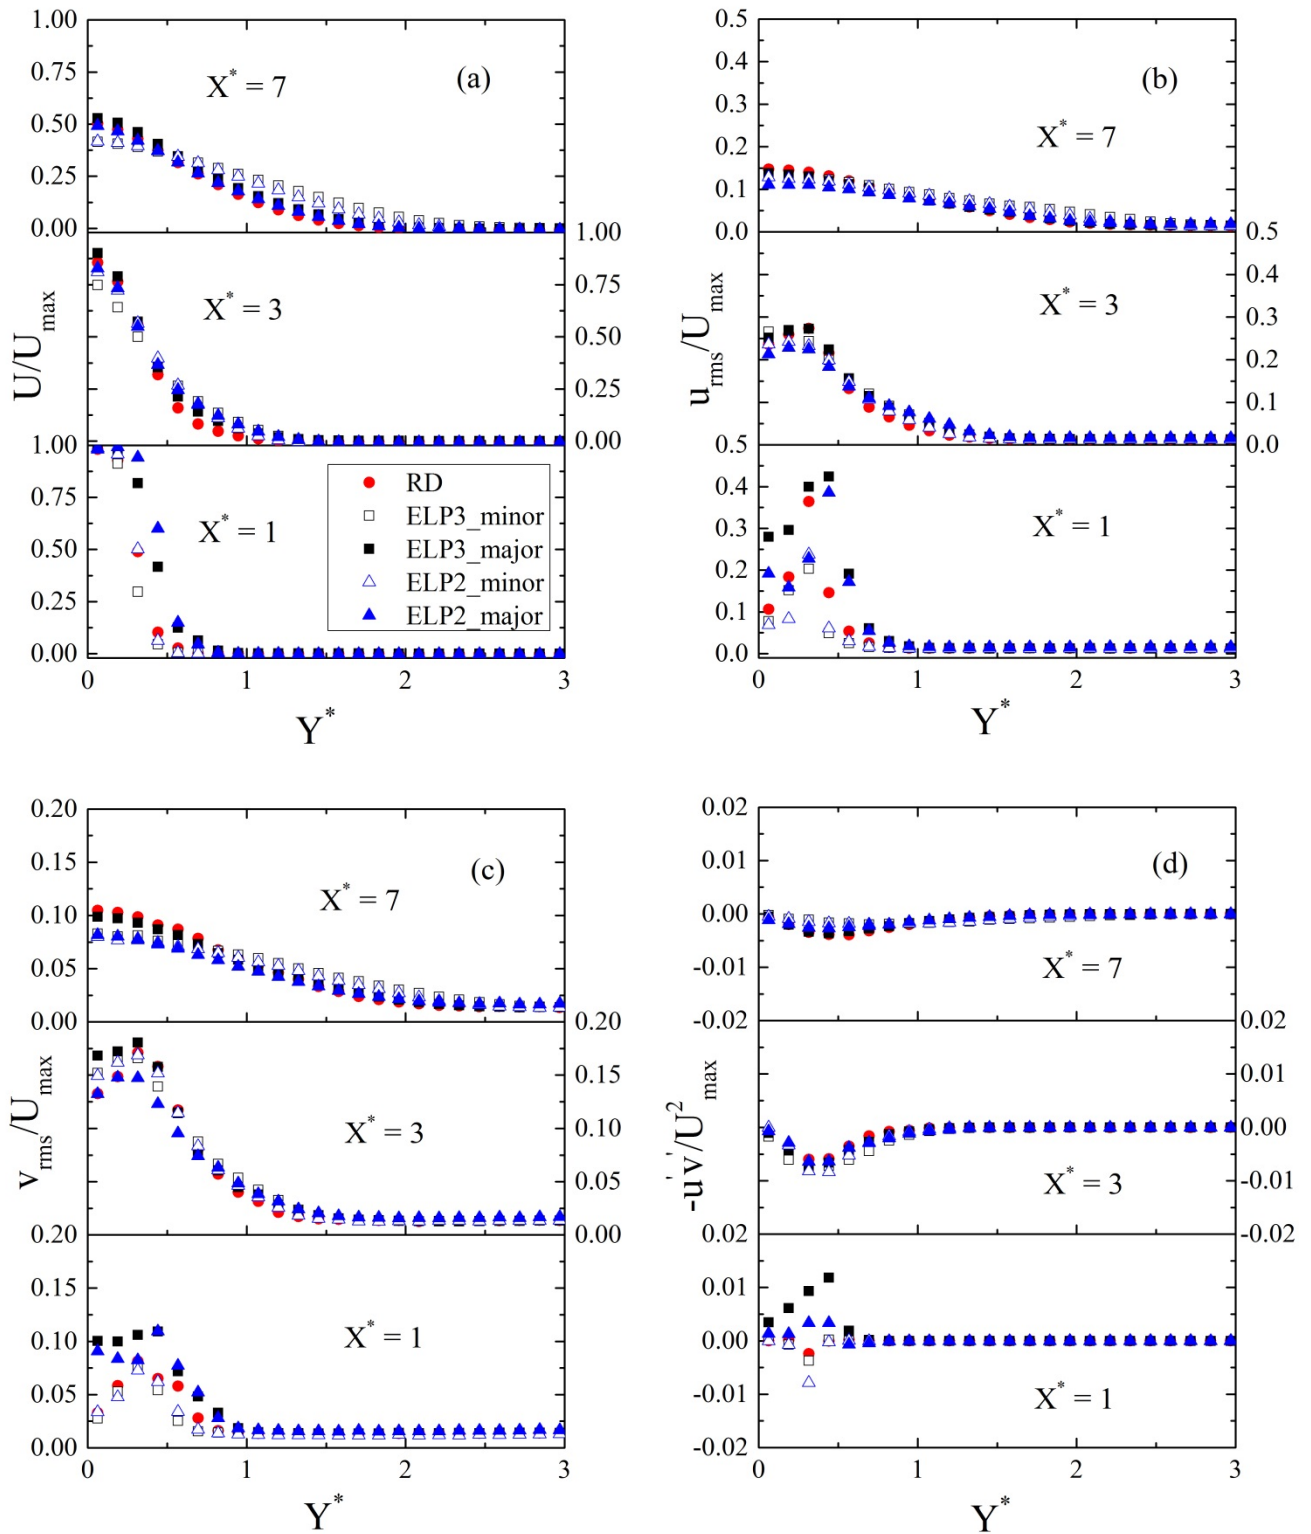 1.00
0.75
0.50
0.25
0.00
X* = 7
(a)
1.00
0.75
0.50
0.25
0.00
X* = 3
1.00
0.75
0.50
0.25
0.00
X* = 1
RD
ELP3_minor
ELP3_major
ELP2_minor
ELP2_major
U/Umax
0 1 2 3
Y*
0.5
0.4
0.3
0.2
0.1
0.0
X* = 7
(b)
0.5
0.4
0.3
0.2
0.1
0.0
X* = 3
0.5
0.4
0.3
0.2
0.1
0.0
X* = 1
urms/Umax
0 1 2 3
Y*
0.20
0.15
0.10
0.05
0.00
X* = 7
(c)
0.20
0.15
0.10
0.05
0.00
X* = 3
0.20
0.15
0.10
0.05
0.00
X* = 1
vrms/Umax
0 1 2 3
Y*
0.02
0.01
0.00
-0.01
-0.02
X* = 7
(d)
0.02
0.01
0.00
-0.01
-0.02
X* = 3
0.02
0.01
0.00
-0.01
-0.02
X* = 1
-u'v'/U²max
0 1 2 3
Y*